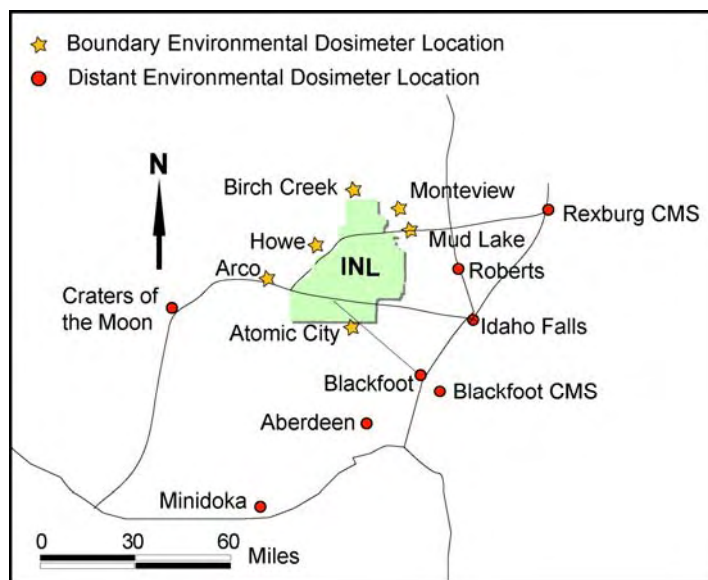 Boundary Environmental Dosimeter Location
Distant Environmental Dosimeter Location
N
Birch Creek
Monteview
Rexburg CMS
Mud Lake
Howe
INL
Arco
Roberts
Craters of
the Moon
Idaho Falls
Atomic City
Blackfoot
Blackfoot CMS
Aberdeen
Minidoka
0 30 60
Miles